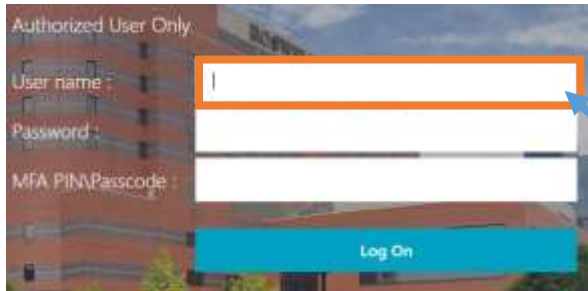 Authorized User Only
User name :
Password :
MFA PIN\Passcode :
Log On